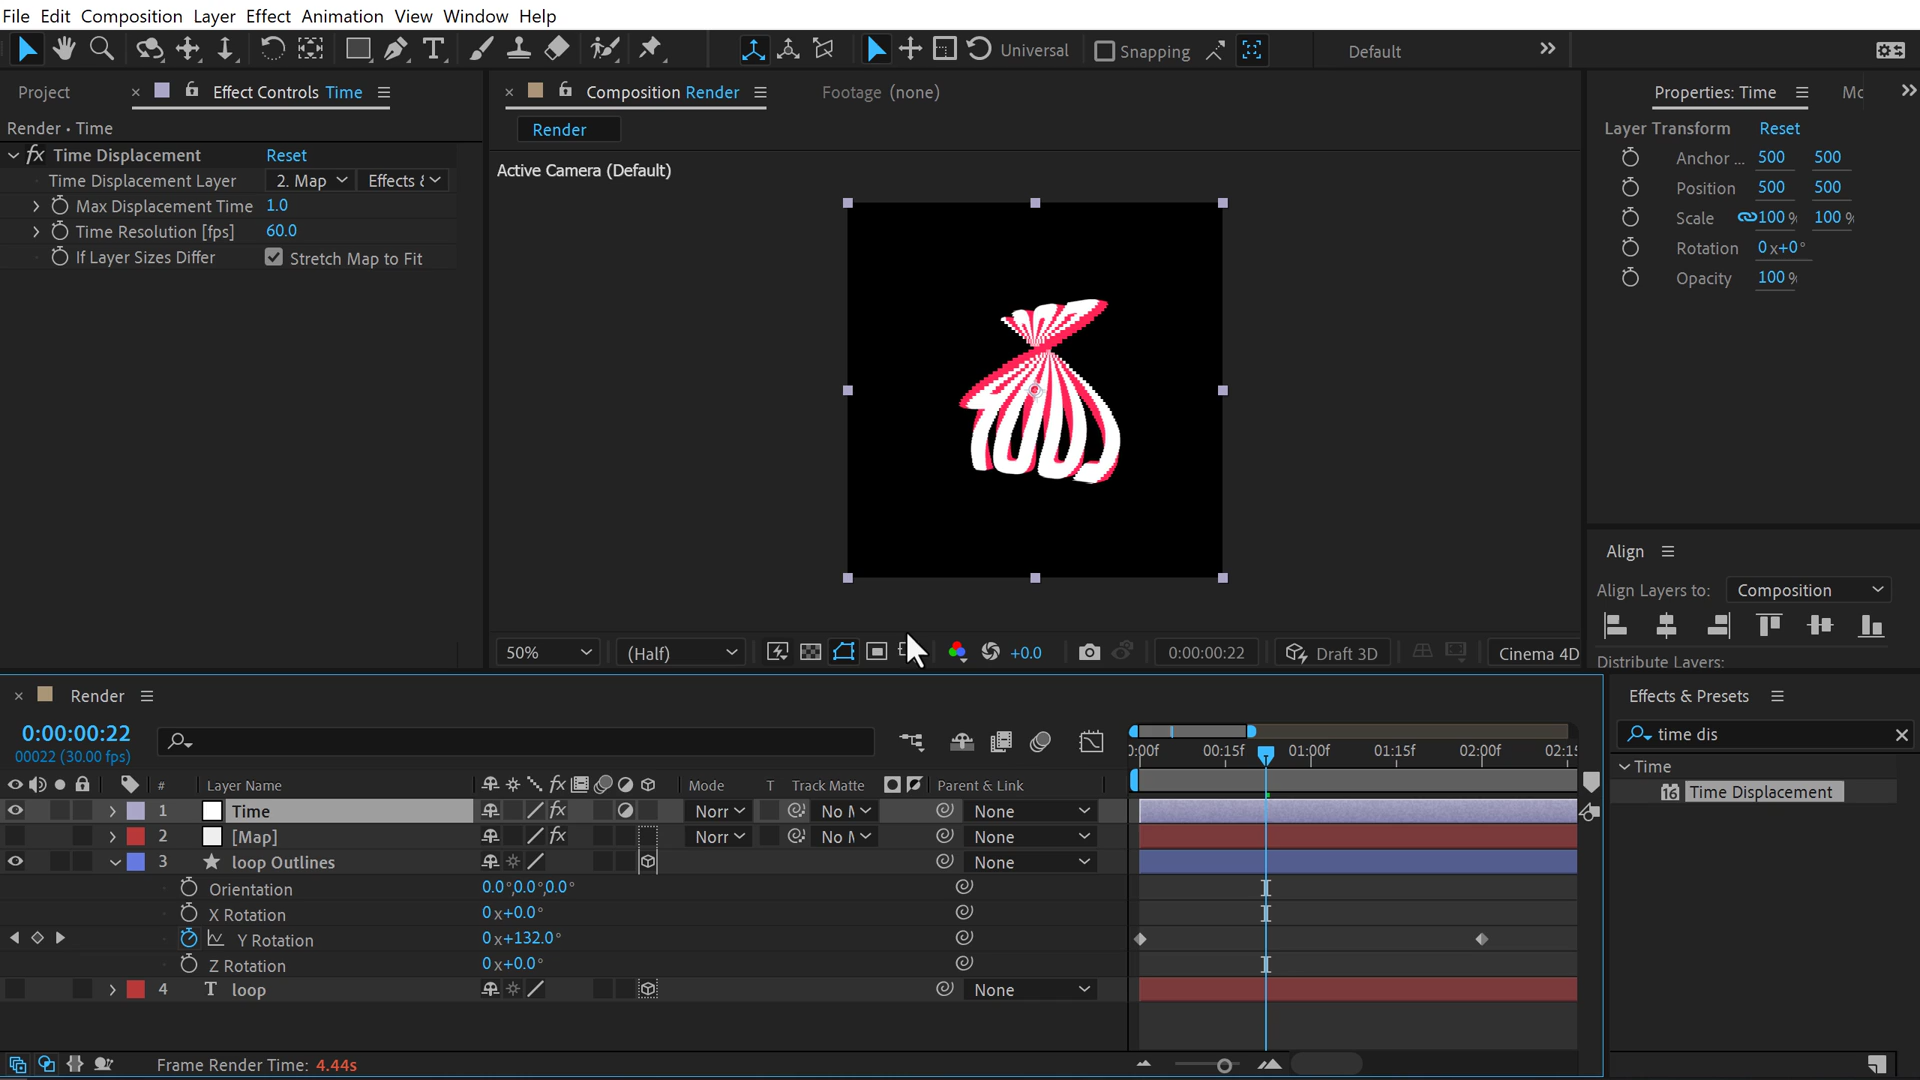 File Edit Composition Layer Effect Animation View Window Help
Universal Snapping Default
Project Effect Controls Time
Composition Render Footage (none)
Properties: Time
Render • Time
Render
Layer Transform Reset
Time Displacement Reset
Time Displacement Layer 2. Map Effects &
Max Displacement Time 1.0
Time Resolution [fps] 60.0
If Layer Sizes Differ Stretch Map to Fit
Active Camera (Default)
Anchor ... 500 500
Position 500 500
Scale 100 % 100 %
Rotation 0 x+0°
Opacity 100 %
Align
Align Layers to: Composition
Distribute Layers:
50% (Half) +0.0 0:00:00:22 Draft 3D Cinema 4D
Render
0:00:00:22
00022 (30.00 fps)
:00f 00:15f 01:00f 01:15f 02:00f
# Layer Name fx Mode T Track Matte Parent & Link
1 Time fx None
2 [Map] fx None
3 loop Outlines None
Orientation 0.0°,0.0°,0.0°
X Rotation 0 x+0.0°
Y Rotation 0 x+132.0°
Z Rotation 0 x+0.0°
4 T loop None
Frame Render Time: 4.44s
Effects & Presets
time dis
Time
16 Time Displacement